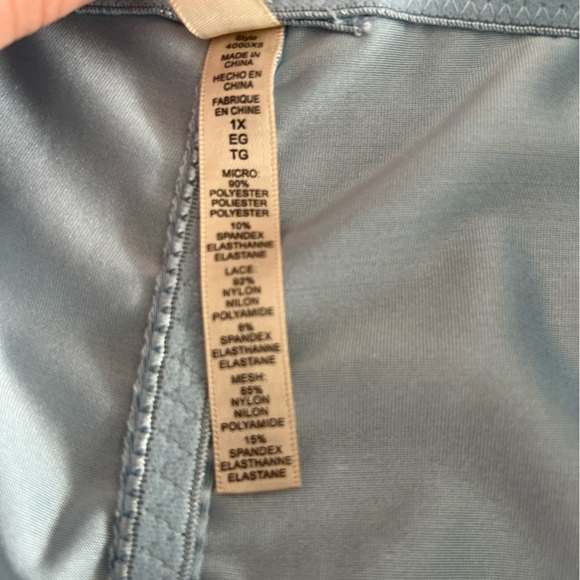 Style
4000XS
MADE IN
CHINA
HECHO EN
CHINA
FABRIQUE
EN CHINE
1X
EG
TG
MICRO:
90%
POLYESTER
POLIESTER
POLYESTER
10%
SPANDEX
ELASTHANNE
ELASTANE
LACE:
92%
NYLON
NILON
POLYAMIDE
8%
SPANDEX
ELASTHANNE
ELASTANE
MESH:
85%
NYLON
NILON
POLYAMIDE
15%
SPANDEX
ELASTHANNE
ELASTANE